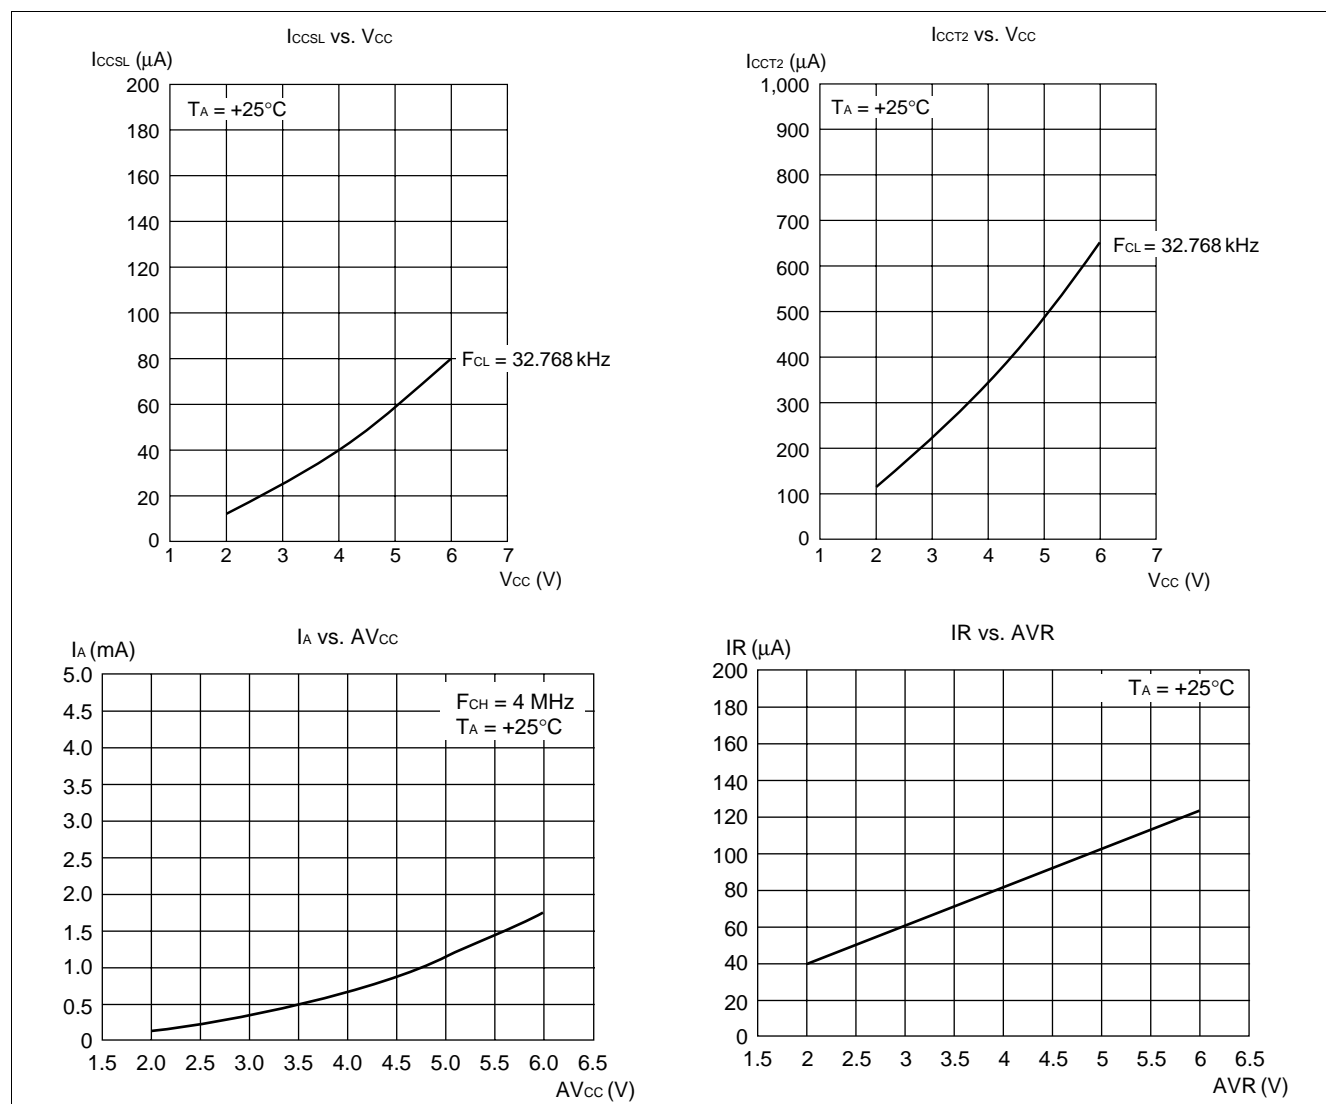 ICCSL vs. VCC
ICCSL (μA)
200
180
160
140
120
100
80
60
40
20
0
TA = +25°C
FCL = 32.768 kHz
1 2 3 4 5 6 7
VCC (V)
ICCT2 vs. VCC
ICCT2 (μA)
1,000
900
800
700
600
500
400
300
200
100
0
TA = +25°C
FCL = 32.768 kHz
1 2 3 4 5 6 7
VCC (V)
IA vs. AVCC
IA (mA)
5.0
4.5
4.0
3.5
3.0
2.5
2.0
1.5
1.0
0.5
0
FCH = 4 MHz
TA = +25°C
1.5 2.0 2.5 3.0 3.5 4.0 4.5 5.0 5.5 6.0 6.5
AVCC (V)
IR vs. AVR
IR (μA)
200
180
160
140
120
100
80
60
40
20
0
TA = +25°C
1.5 2 2.5 3 3.5 4 4.5 5 5.5 6 6.5
AVR (V)